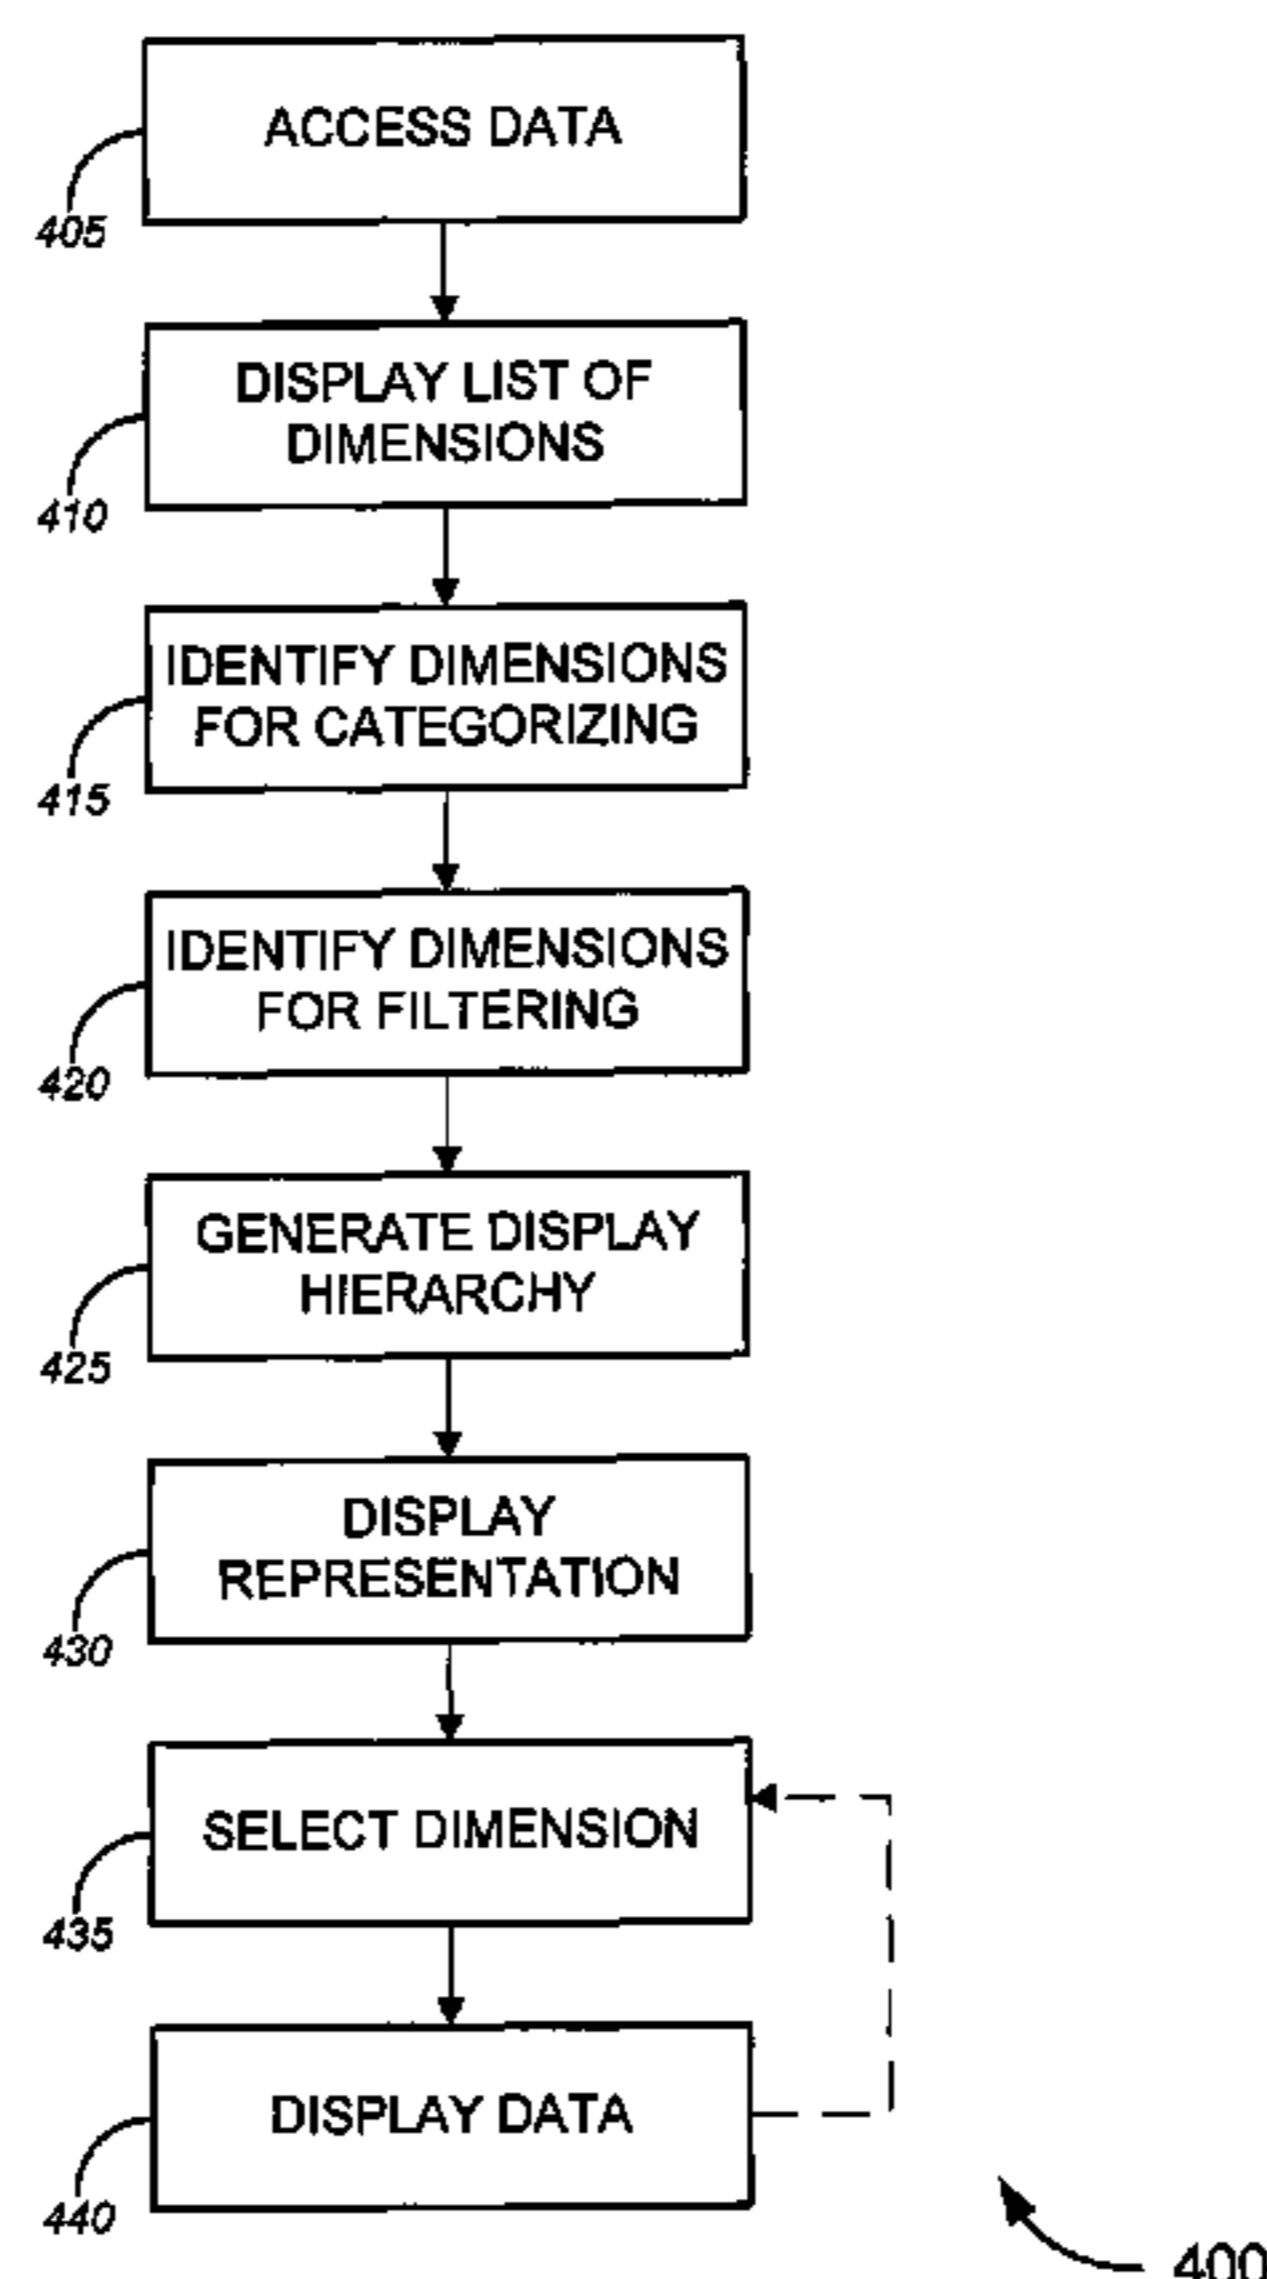 ACCESS DATA
405
DISPLAY LIST OF
DIMENSIONS
410
IDENTIFY DIMENSIONS
FOR CATEGORIZING
415
IDENTIFY DIMENSIONS
FOR FILTERING
420
GENERATE DISPLAY
HIERARCHY
425
DISPLAY
REPRESENTATION
430
SELECT DIMENSION
435
DISPLAY DATA
440
400